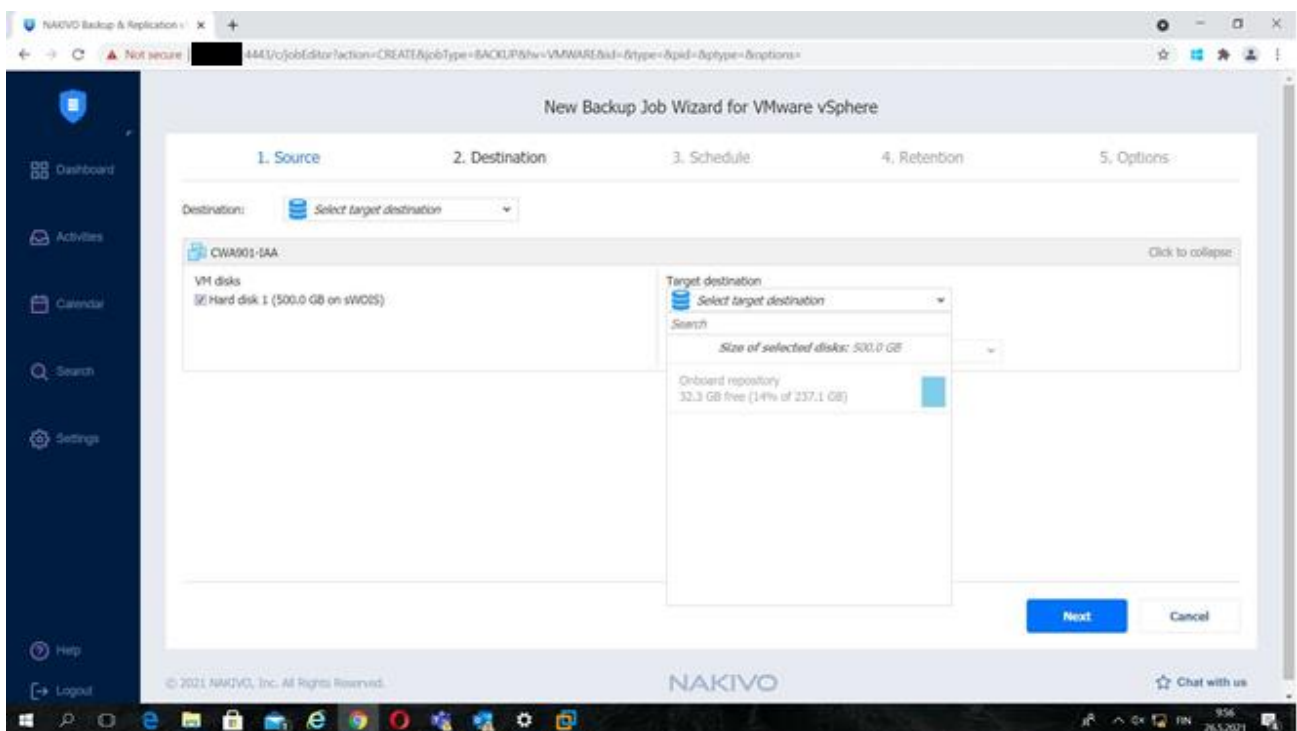 NAKIVO Backup & Replication v
Not secure
4443/c/jobEditor?action=CREATE&jobType=BACKUP&hv=VMWARE&id=&type=&pid=&ptype=&options=
New Backup Job Wizard for VMware vSphere
1. Source
2. Destination
3. Schedule
4. Retention
5. Options
Dashboard
Activities
Calendar
Search
Settings
Help
Logout
Destination:
Select target destination
CWA901-IAA
Click to collapse
VM disks
Hard disk 1 (500.0 GB on sWOIS)
Target destination
Select target destination
Search
Size of selected disks: 500.0 GB
Onboard repository
32.3 GB free (14% of 237.1 GB)
Next
Cancel
© 2021 NAKIVO, Inc. All Rights Reserved.
NAKIVO
Chat with us
FIN
9:56
26.5.2021